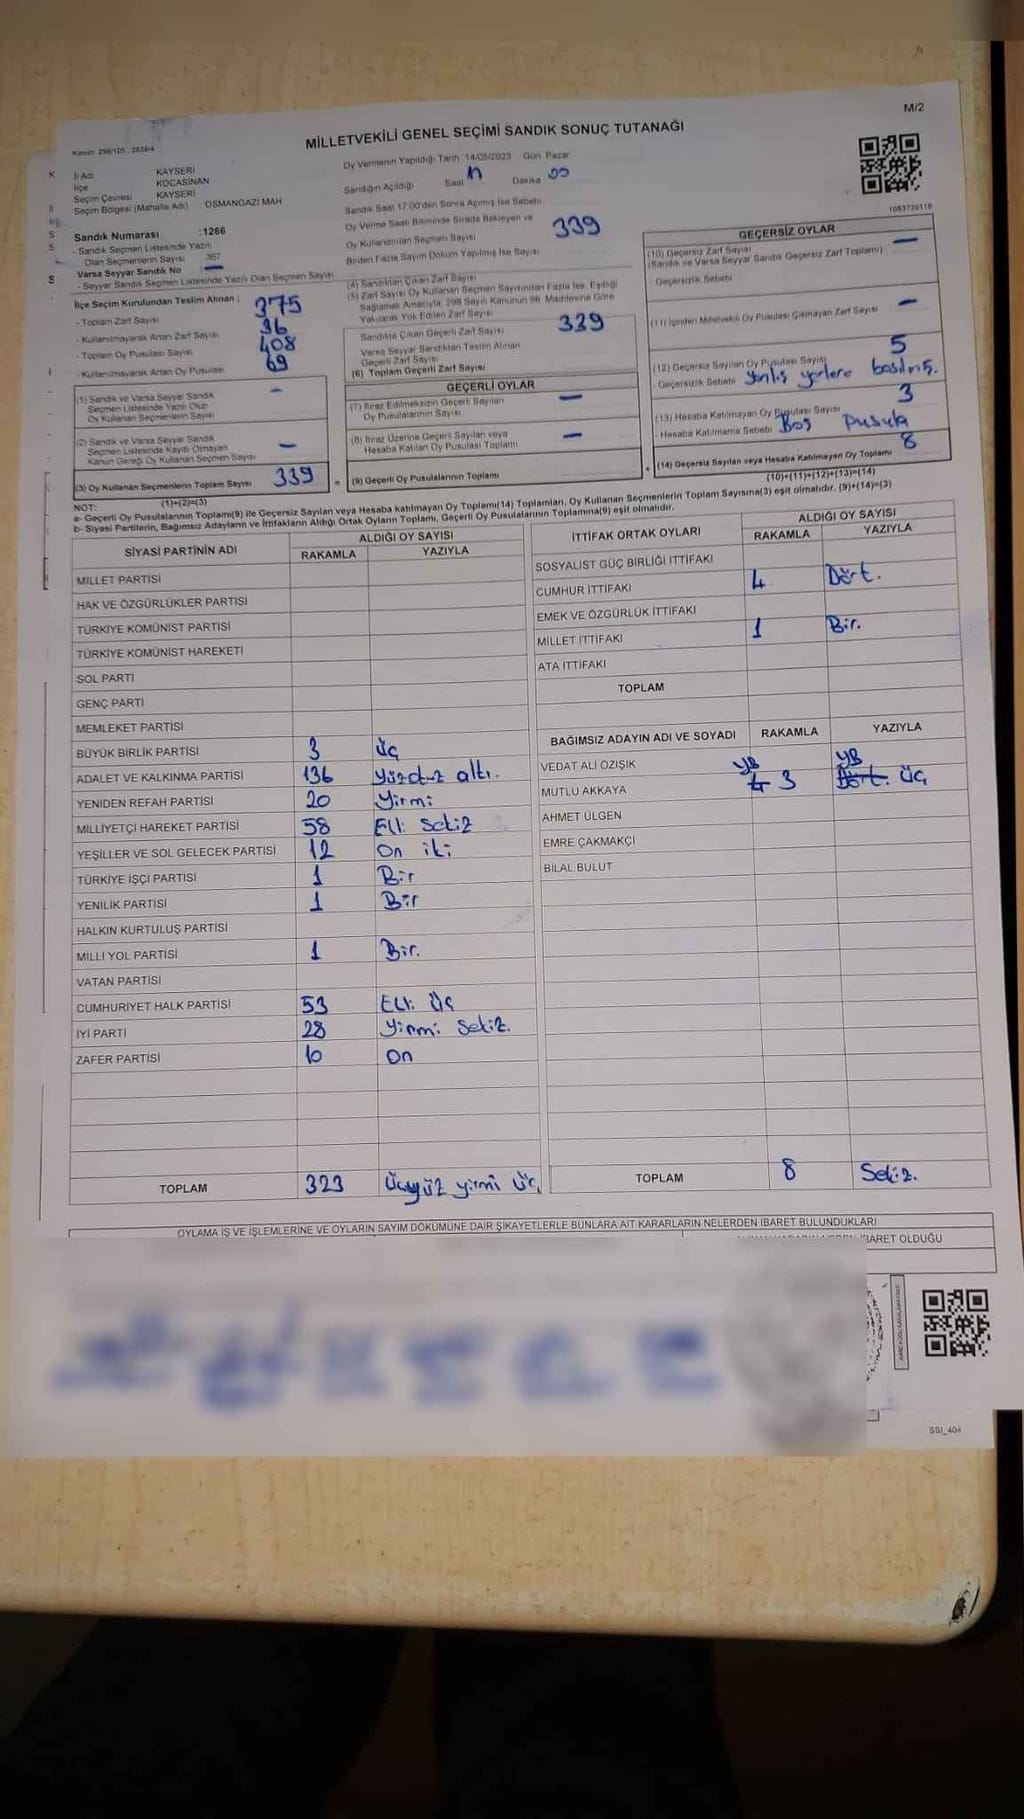 M/2
MİLLETVEKİLİ GENEL SEÇİMİ SANDIK SONUÇ TUTANAĞI
İl Adı KAYSERİ
İlçe KOCASİNAN
Seçim Çevresi KAYSERİ
Seçim Bölgesi (Mahalle Adı) OSMANGAZİ MAH
Sandık Numarası :1266
- Sandık Seçmen Listesinde Yazılı
Olan Seçmenlerin Sayısı 367
Varsa Seyyar Sandık No —
- Seyyar Sandık Seçmen Listesinde Yazılı Olan Seçmen Sayısı
Oy Vermenin Yapıldığı Tarih :14/05/2023 Gün Pazar
Sandığın Açıldığı Saat Dakika
Sandık Saat 17:00'den Sonra Açılmış İse Sebebi
Oy Verme Saati Bitiminde Sırada Bekleyen ve
Oy Kullandırılan Seçmen Sayısı 339
Birden Fazla Sayım Döküm Yapılmış İse Sayısı
İlçe Seçim Kurulundan Teslim Alınan :
- Toplam Zarf Sayısı 375
- Kullanılmayarak Artan Zarf Sayısı 36
- Toplam Oy Pusulası Sayısı 408
- Kullanılmayarak Artan Oy Pusulası 69
(1) Sandık ve Varsa Seyyar Sandık
Seçmen Listesinde Yazılı Olup
Oy Kullanan Seçmenlerin Sayısı —
(2) Sandık ve Varsa Seyyar Sandık
Seçmen Listesinde Kayıtlı Olmayan
Kanun Gereği Oy Kullanan Seçmen Sayısı —
(3) Oy Kullanan Seçmenlerin Toplam Sayısı 339
(1)+(2)=(3)
(4) Sandıktan Çıkan Zarf Sayısı
(5) Zarf Sayısı Oy Kullanan Seçmen Sayısından Fazla İse, Eşitliği
Sağlamak Amacıyla, 298 Sayılı Kanunun 98. Maddesine Göre
Yakılarak Yok Edilen Zarf Sayısı
Sandıkta Çıkan Geçerli Zarf Sayısı 339
Varsa Seyyar Sandıktan Teslim Alınan
Geçerli Zarf Sayısı
(6) Toplam Geçerli Zarf Sayısı
GEÇERLİ OYLAR
(7) İtiraz Edilmeksizin Geçerli Sayılan
Oy Pusulalarının Sayısı —
(8) İtiraz Üzerine Geçerli Sayılan veya
Hesaba Katılan Oy Pusulaları Toplamı —
(9) Geçerli Oy Pusulalarının Toplamı
GEÇERSİZ OYLAR
(10) Geçersiz Zarf Sayısı —
(Sandık ve Varsa Seyyar Sandık Geçersiz Zarf Toplamı)
- Geçersizlik Sebebi
(11) İçinden Milletvekili Oy Pusulası Çıkmayan Zarf Sayısı —
(12) Geçersiz Sayılan Oy Pusulası Sayısı 5
- Geçersizlik Sebebi yanlış yerlere basılmış.
(13) Hesaba Katılmayan Oy Pusulası Sayısı 3
- Hesaba Katılmama Sebebi Boş Pusula
(14) Geçersiz Sayılan veya Hesaba Katılmayan Oy Toplamı 8
(10)+(11)+(12)+(13)=(14)
NOT:
a- Geçerli Oy Pusulalarının Toplamı(9) ile Geçersiz Sayılan veya Hesaba katılmayan Oy Toplamı(14) Toplamları, Oy Kullanan Seçmenlerin Toplam Sayısına(3) eşit olmalıdır. (9)+(14)=(3)
b- Siyasi Partilerin, Bağımsız Adayların ve İttifakların Aldığı Ortak Oyların Toplamı, Geçerli Oy Pusulalarının Toplamına(9) eşit olmalıdır.
SİYASİ PARTİNİN ADI ALDIĞI OY SAYISI
RAKAMLA YAZIYLA
MİLLET PARTİSİ
HAK VE ÖZGÜRLÜKLER PARTİSİ
TÜRKİYE KOMÜNİST PARTİSİ
TÜRKİYE KOMÜNİST HAREKETİ
SOL PARTİ
GENÇ PARTİ
MEMLEKET PARTİSİ
BÜYÜK BİRLİK PARTİSİ 3 üç
ADALET VE KALKINMA PARTİSİ 136 yüzotuz altı.
YENİDEN REFAH PARTİSİ 20 Yirmi
MİLLİYETÇİ HAREKET PARTİSİ 58 Elli Sekiz
YEŞİLLER VE SOL GELECEK PARTİSİ 12 On iki
TÜRKİYE İŞÇİ PARTİSİ 1 Bir
YENİLİK PARTİSİ 1 Bir
HALKIN KURTULUŞ PARTİSİ
MİLLİ YOL PARTİSİ 1 Bir.
VATAN PARTİSİ
CUMHURİYET HALK PARTİSİ 53 Elli üç
İYİ PARTİ 28 Yirmi Sekiz.
ZAFER PARTİSİ 10 On
TOPLAM 323 Üçyüz yirmi üç
İTTİFAK ORTAK OYLARI ALDIĞI OY SAYISI
RAKAMLA YAZIYLA
SOSYALİST GÜÇ BİRLİĞİ İTTİFAKI
CUMHUR İTTİFAKI 4 Dört.
EMEK VE ÖZGÜRLÜK İTTİFAKI
MİLLET İTTİFAKI 1 Bir.
ATA İTTİFAKI
TOPLAM
BAĞIMSIZ ADAYIN ADI VE SOYADI RAKAMLA YAZIYLA
VEDAT ALİ ÖZIŞIK YB YB
MUTLU AKKAYA 4 3 Dört. üç
AHMET ÜLGEN
EMRE ÇAKMAKÇİ
BİLAL BULUT
TOPLAM 8 Sekiz.
OYLAMA İŞ VE İŞLEMLERİNE VE OYLARIN SAYIM DÖKÜMÜNE DAİR ŞİKAYETLERLE BUNLARA AİT KARARLARIN NELERDEN İBARET BULUNDUKLARI
İBARET OLDUĞU
SSI_404